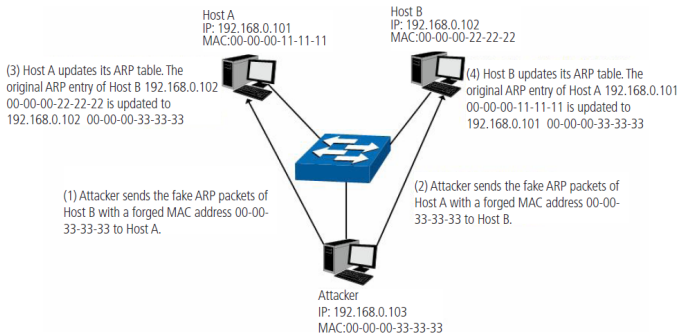 Host A
IP: 192.168.0.101
MAC:00-00-00-11-11-11
Host B
IP: 192.168.0.102
MAC:00-00-00-22-22-22
(3) Host A updates its ARP table. The
original ARP entry of Host B 192.168.0.102
00-00-00-22-22-22 is updated to
192.168.0.102 00-00-00-33-33-33
(4) Host B updates its ARP table. The
original ARP entry of Host A 192.168.0.101
00-00-00-11-11-11 is updated to
192.168.0.101 00-00-00-33-33-33
(1) Attacker sends the fake ARP packets of
Host B with a forged MAC address 00-00-
33-33-33 to Host A.
(2) Attacker sends the fake ARP packets of
Host A with a forged MAC address 00-00-
33-33-33 to Host B.
Attacker
IP: 192.168.0.103
MAC:00-00-00-33-33-33